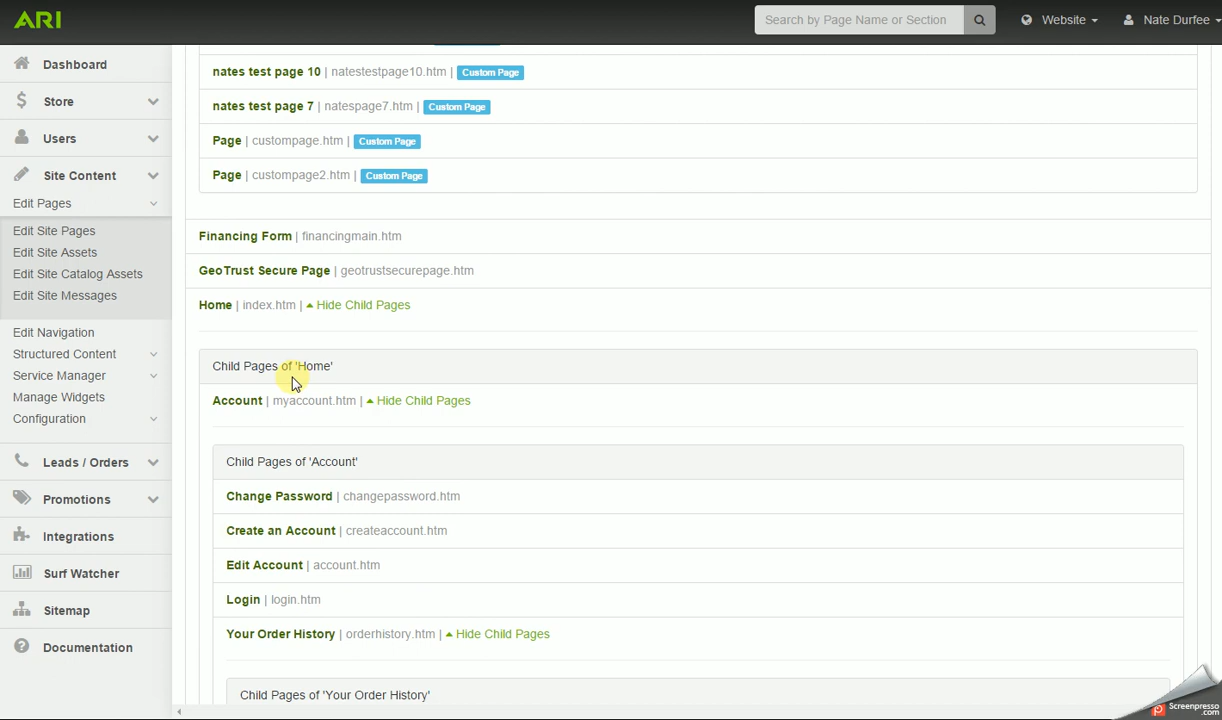 ARI
Search by Page Name or Section
Website
Nate Durfee
Dashboard
Store
Users
Site Content
Edit Pages
Edit Site Pages
Edit Site Assets
Edit Site Catalog Assets
Edit Site Messages
Edit Navigation
Structured Content
Service Manager
Manage Widgets
Configuration
Leads / Orders
Promotions
Integrations
Surf Watcher
Sitemap
Documentation
nates test page 10 | natestestpage10.htm | Custom Page
nates test page 7 | natespage7.htm | Custom Page
Page | custompage.htm | Custom Page
Page | custompage2.htm | Custom Page
Financing Form | financingmain.htm
GeoTrust Secure Page | geotrustsecurepage.htm
Home | index.htm | Hide Child Pages
Child Pages of 'Home'
Account | myaccount.htm | Hide Child Pages
Child Pages of 'Account'
Change Password | changepassword.htm
Create an Account | createaccount.htm
Edit Account | account.htm
Login | login.htm
Your Order History | orderhistory.htm | Hide Child Pages
Child Pages of 'Your Order History'
Screenpresso
.com